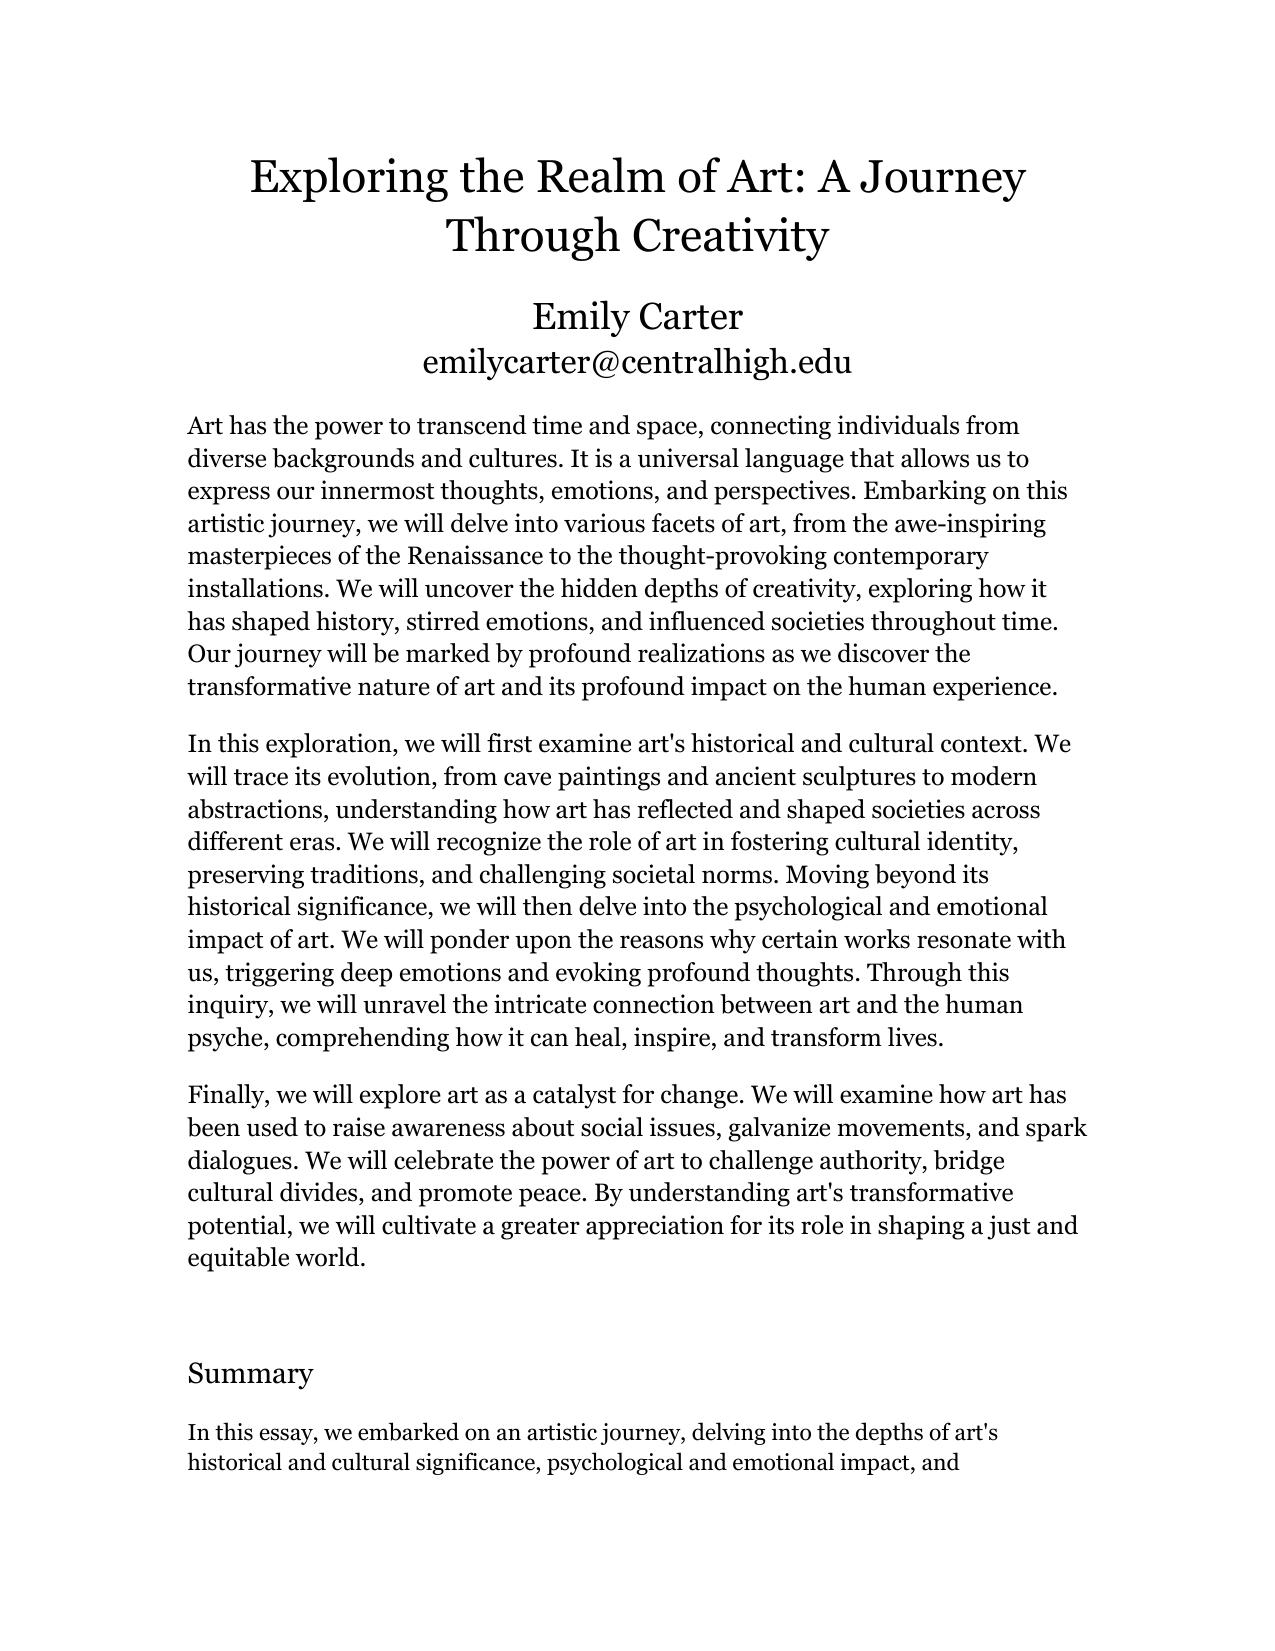 Exploring the Realm of Art: A Journey
Through Creativity
Emily Carter
emilycarter@centralhigh.edu
Art has the power to transcend time and space, connecting individuals from
diverse backgrounds and cultures. It is a universal language that allows us to
express our innermost thoughts, emotions, and perspectives. Embarking on this
artistic journey, we will delve into various facets of art, from the awe-inspiring
masterpieces of the Renaissance to the thought-provoking contemporary
installations. We will uncover the hidden depths of creativity, exploring how it
has shaped history, stirred emotions, and influenced societies throughout time.
Our journey will be marked by profound realizations as we discover the
transformative nature of art and its profound impact on the human experience.
In this exploration, we will first examine art's historical and cultural context. We
will trace its evolution, from cave paintings and ancient sculptures to modern
abstractions, understanding how art has reflected and shaped societies across
different eras. We will recognize the role of art in fostering cultural identity,
preserving traditions, and challenging societal norms. Moving beyond its
historical significance, we will then delve into the psychological and emotional
impact of art. We will ponder upon the reasons why certain works resonate with
us, triggering deep emotions and evoking profound thoughts. Through this
inquiry, we will unravel the intricate connection between art and the human
psyche, comprehending how it can heal, inspire, and transform lives.
Finally, we will explore art as a catalyst for change. We will examine how art has
been used to raise awareness about social issues, galvanize movements, and spark
dialogues. We will celebrate the power of art to challenge authority, bridge
cultural divides, and promote peace. By understanding art's transformative
potential, we will cultivate a greater appreciation for its role in shaping a just and
equitable world.
Summary
In this essay, we embarked on an artistic journey, delving into the depths of art's
historical and cultural significance, psychological and emotional impact, and